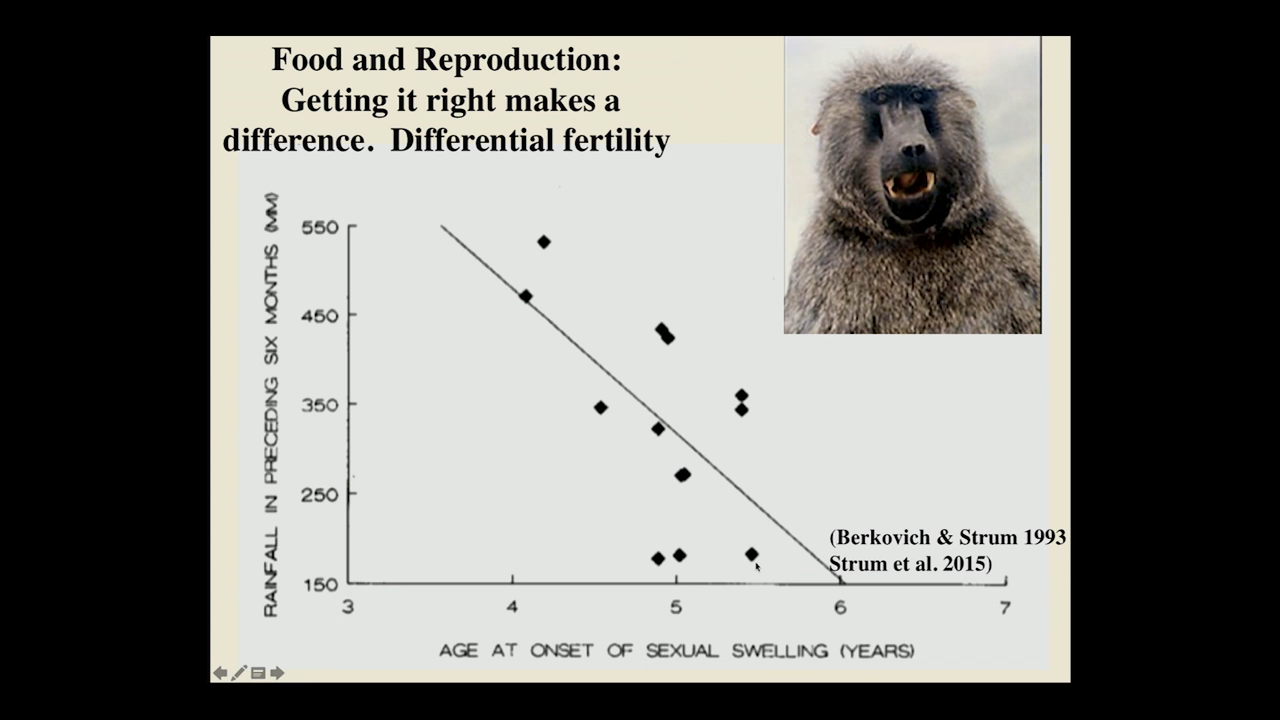 Food and Reproduction:
Getting it right makes a
difference. Differential fertility
RAINFALL IN PRECEDING SIX MONTHS (MM)
550
450
350
250
150
3 4 5 6 7
AGE AT ONSET OF SEXUAL SWELLING (YEARS)
(Berkovich & Strum 1993
Strum et al. 2015)